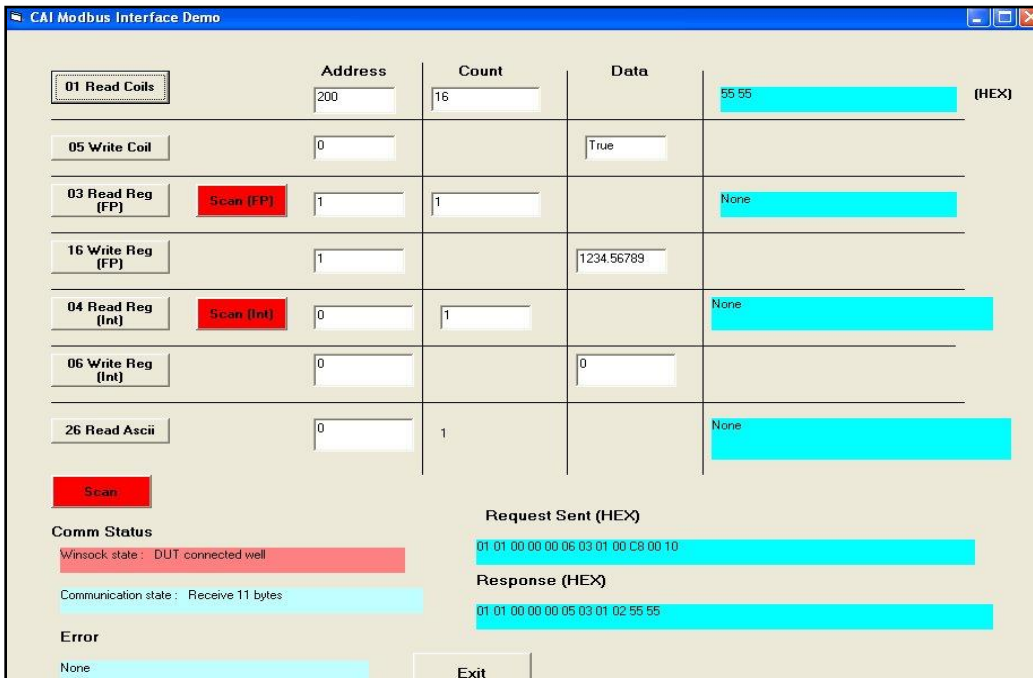 CAI Modbus Interface Demo
Address Count Data
01 Read Coils 200 16 55 55 (HEX)
05 Write Coil 0 True
03 Read Reg (FP) Scan (FP) 1 1 None
16 Write Reg (FP) 1 1234.56789
04 Read Reg (Int) Scan (Int) 0 1 None
06 Write Reg (Int) 0 0
26 Read Ascii 0 1 None
Scan
Request Sent (HEX)
Comm Status
Winsock state : DUT connected well
01 01 00 00 00 06 03 01 00 C8 00 10
Response (HEX)
Communication state : Receive 11 bytes
01 01 00 00 00 05 03 01 02 55 55
Error
None
Exit